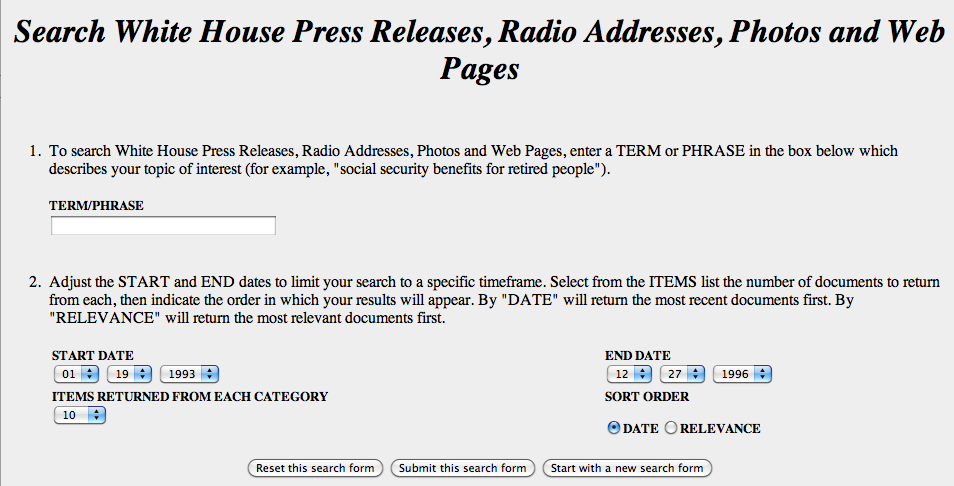 Search White House Press Releases, Radio Addresses, Photos and Web
Pages
1. To search White House Press Releases, Radio Addresses, Photos and Web Pages, enter a TERM or PHRASE in the box below which
describes your topic of interest (for example, "social security benefits for retired people").
TERM/PHRASE
2. Adjust the START and END dates to limit your search to a specific timeframe. Select from the ITEMS list the number of documents to return
from each, then indicate the order in which your results will appear. By "DATE" will return the most recent documents first. By
"RELEVANCE" will return the most relevant documents first.
START DATE
01 19 1993
ITEMS RETURNED FROM EACH CATEGORY
10
END DATE
12 27 1996
SORT ORDER
DATE RELEVANCE
Reset this search form Submit this search form Start with a new search form